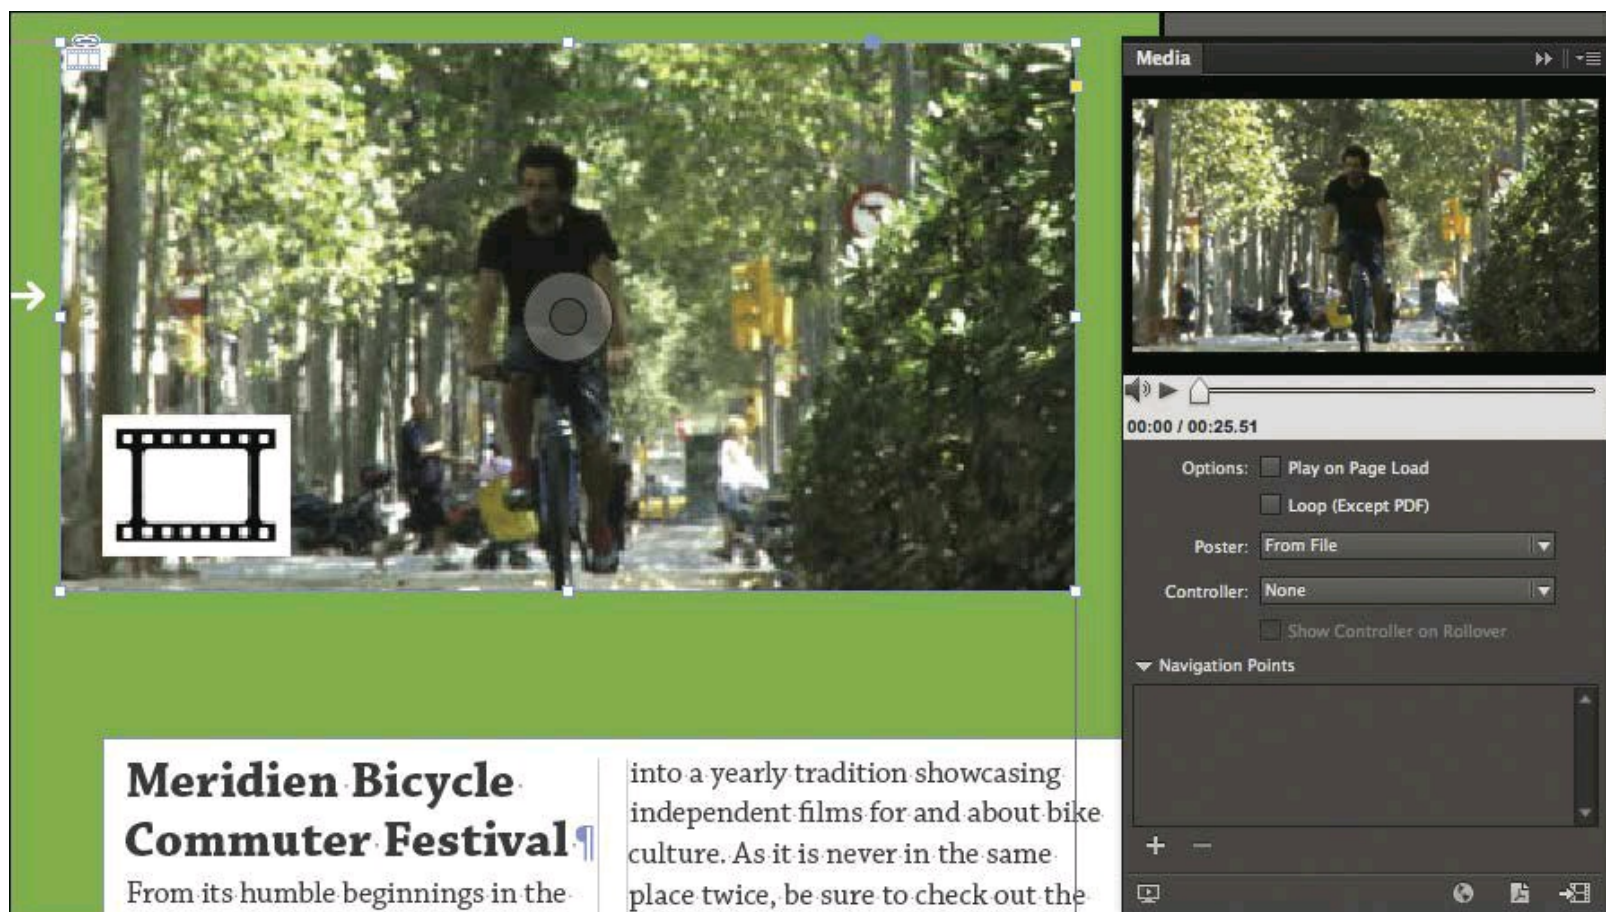 Media
00:00 / 00:25.51
Options: Play on Page Load
Loop (Except PDF)
Poster: From File
Controller: None
Show Controller on Rollover
Navigation Points
Meridien Bicycle
Commuter Festival¶
From its humble beginnings in the
into a yearly tradition showcasing
independent films for and about bike
culture. As it is never in the same
place twice, be sure to check out the